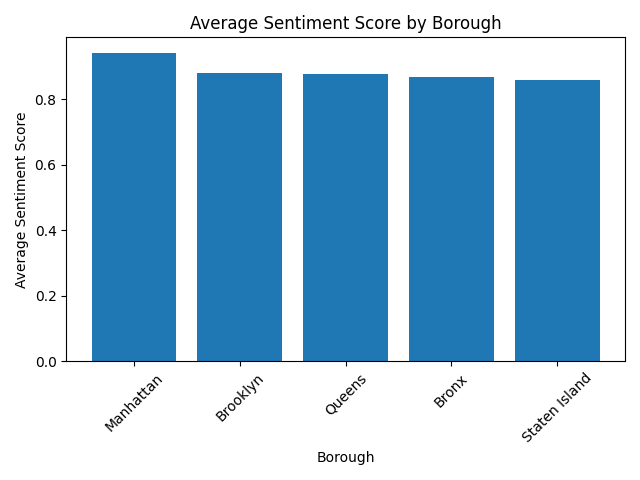 Average Sentiment Score by Borough
Average Sentiment Score
0.8
0.6
0.4
0.2
0.0
Manhattan
Brooklyn
Queens
Bronx
Staten Island
Borough